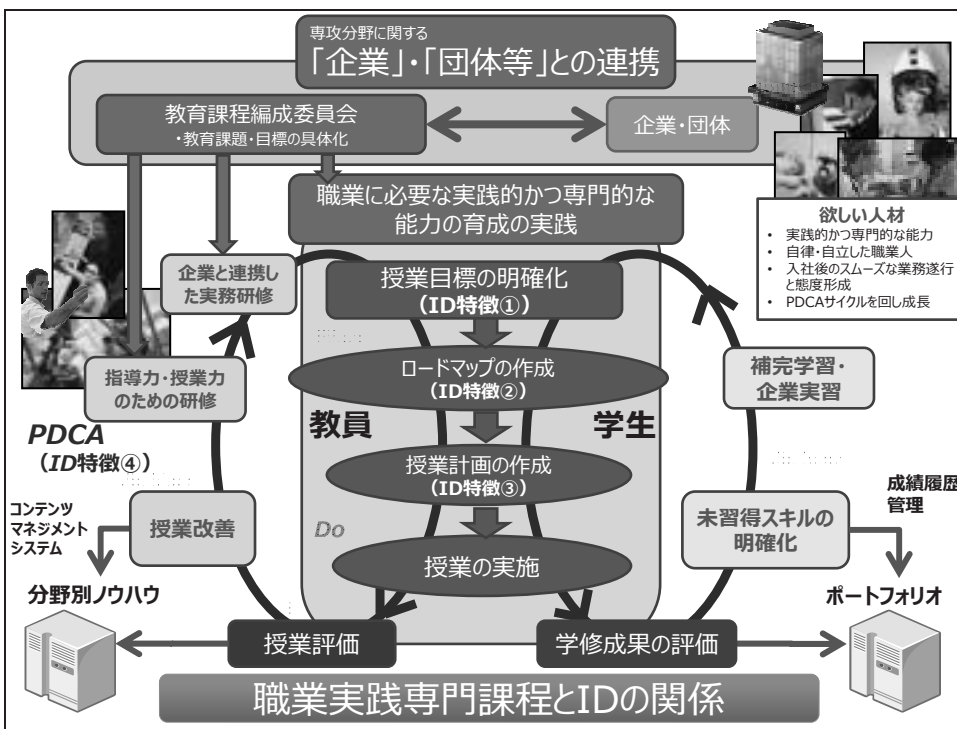 専攻分野に関する
「企業」・「団体等」との連携
教育課程編成委員会
・教育課題・目標の具体化
企業・団体
職業に必要な実践的かつ専門的な
能力の育成の実践
欲しい人材
• 実践的かつ専門的な能力
• 自律・自立した職業人
• 入社後のスムーズな業務遂行
と態度形成
• PDCAサイクルを回し成長
企業と連携し
た実務研修
授業目標の明確化
（ID特徴①）
指導力・授業力
のための研修
ロードマップの作成
（ID特徴②）
補完学習・
企業実習
教員
学生
PDCA
（ID特徴④）
授業計画の作成
（ID特徴③）
成績履歴
管理
コンテンツ
マネジメント
システム
授業改善
Do
未習得スキルの
明確化
授業の実施
分野別ノウハウ
ポートフォリオ
授業評価
学修成果の評価
職業実践専門課程とIDの関係